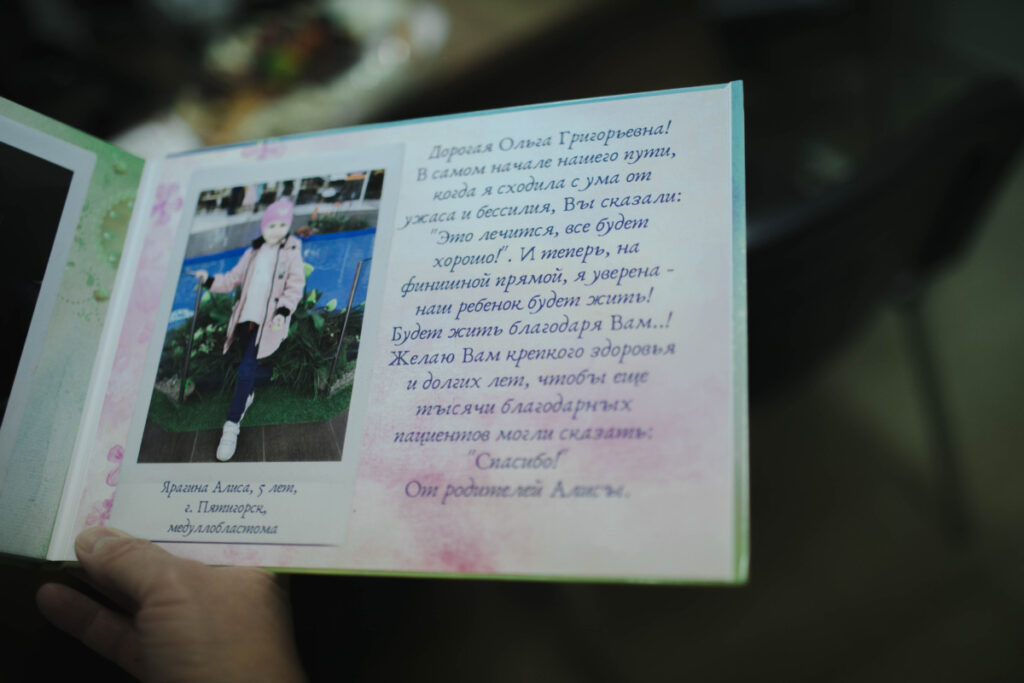 Дорогая Ольга Григорьевна!
В самом начале нашего пути,
когда я сходила с ума от
ужаса и бессилия, Вы сказали:
"Это лечится, все будет
хорошо!". И теперь, на
финишной прямой, я уверена -
наш ребенок будет жить!
Будет жить благодаря Вам..!
Желаю Вам крепкого здоровья
и долгих лет, чтобы еще
тысячи благодарных
пациентов могли сказать:
"Спасибо!"
От родителей Алисы.
Ярагина Алиса, 5 лет,
г. Пятигорск,
медуллобластома